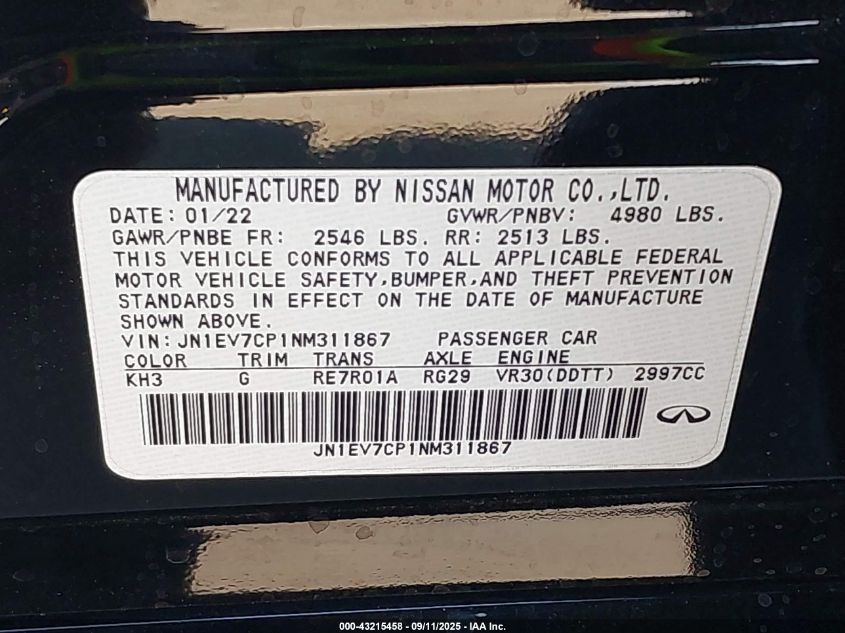 MANUFACTURED BY NISSAN MOTOR CO.,LTD.
DATE: 01/22 GVWR/PNBV: 4980 LBS.
GAWR/PNBE FR: 2546 LBS. RR: 2513 LBS.
THIS VEHICLE CONFORMS TO ALL APPLICABLE FEDERAL
MOTOR VEHICLE SAFETY,BUMPER,AND THEFT PREVENTION
STANDARDS IN EFFECT ON THE DATE OF MANUFACTURE
SHOWN ABOVE.
VIN: JN1EV7CP1NM311867 PASSENGER CAR
COLOR TRIM TRANS AXLE ENGINE
KH3 G RE7R01A RG29 VR30(DDTT) 2997CC
JN1EV7CP1NM311867
000-43215458 - 09/11/2025 - IAA Inc.